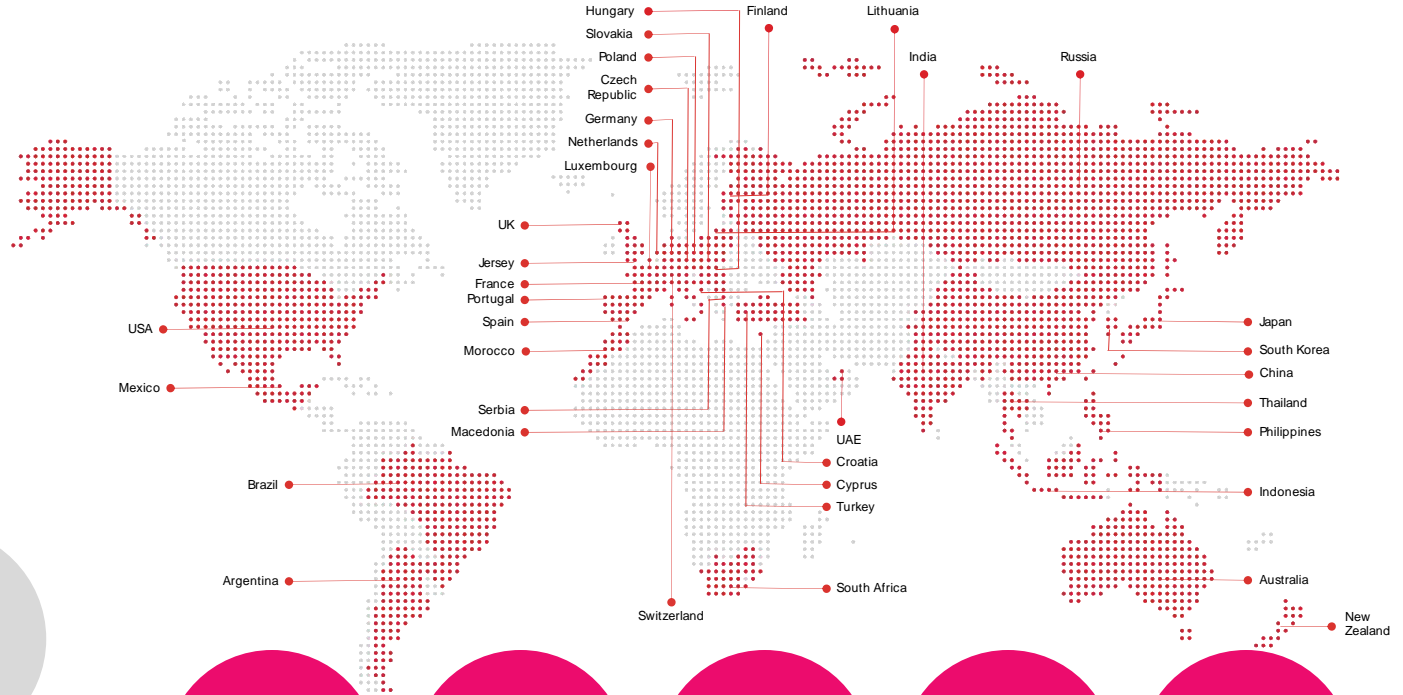 Hungary
Finland
Lithuania
Slovakia
Poland
India
Russia
Czech
Republic
Germany
Netherlands
Luxembourg
UK
Jersey
France
Portugal
Spain
Morocco
USA
Mexico
Serbia
Macedonia
Japan
South Korea
China
Thailand
Philippines
UAE
Croatia
Cyprus
Turkey
Brazil
Indonesia
Argentina
South Africa
Australia
Switzerland
New
Zealand